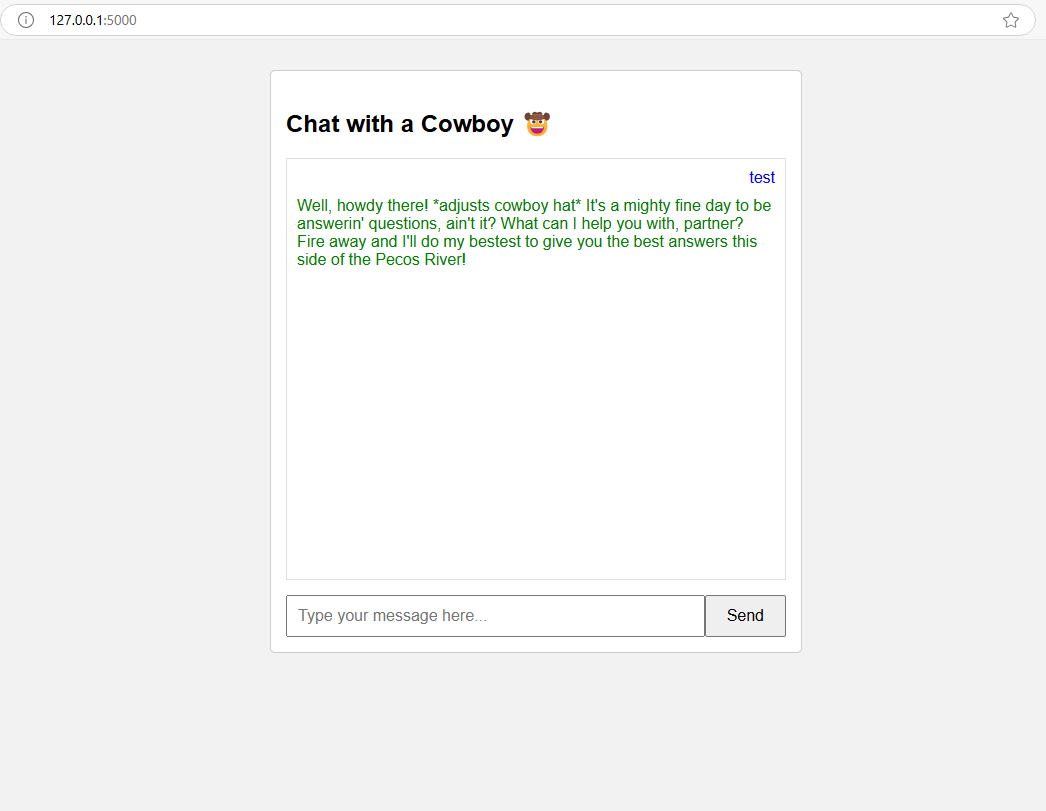 127.0.0.1:5000
Chat with a Cowboy 🤠
test
Well, howdy there! *adjusts cowboy hat* It's a mighty fine day to be
answerin' questions, ain't it? What can I help you with, partner?
Fire away and I'll do my bestest to give you the best answers this
side of the Pecos River!
Type your message here...
Send